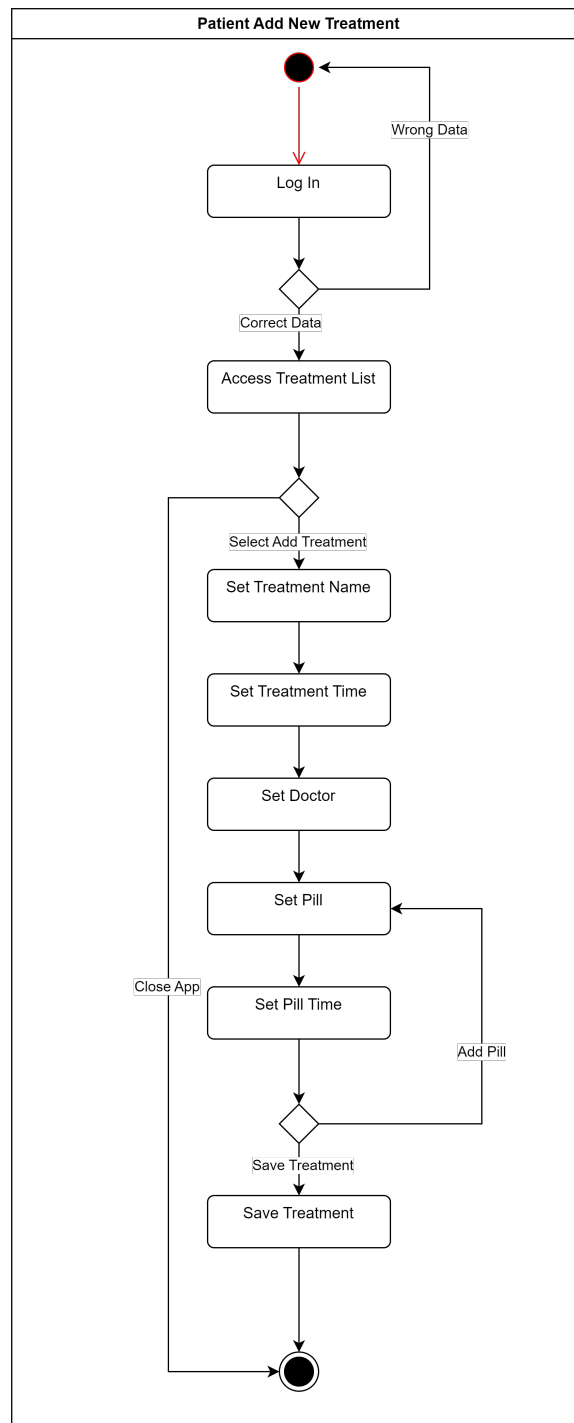 Patient Add New Treatment
Wrong Data
Log In
Correct Data
Access Treatment List
Select Add Treatment
Set Treatment Name
Set Treatment Time
Set Doctor
Set Pill
Close App
Set Pill Time
Add Pill
Save Treatment
Save Treatment